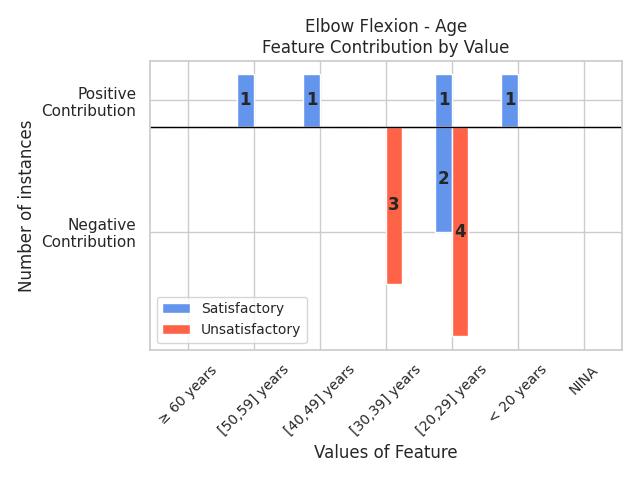 Elbow Flexion - Age
Feature Contribution by Value
Positive
Contribution
Negative
Contribution
Number of instances
1
1
1
1
2
3
4
Satisfactory
Unsatisfactory
≥ 60 years
[50,59] years
[40,49] years
[30,39] years
[20,29] years
< 20 years
NINA
Values of Feature